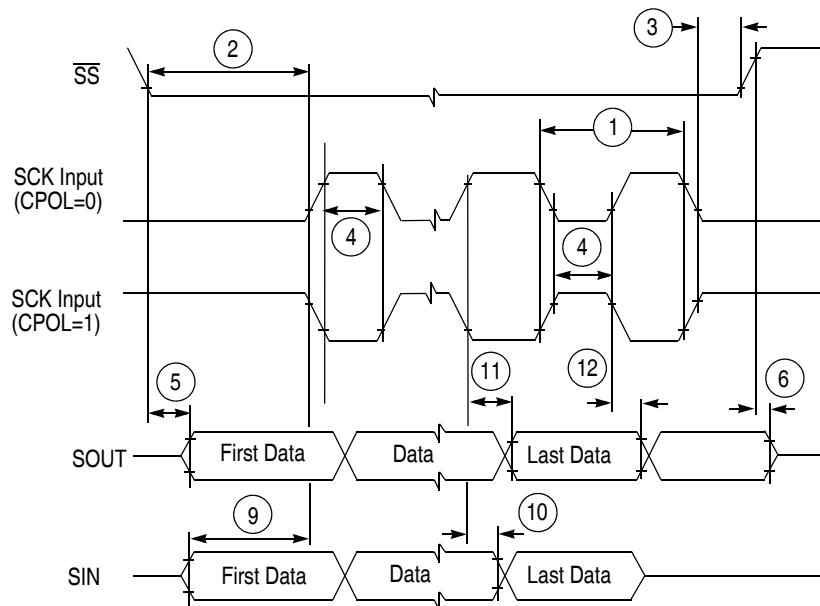 2
3
SS
1
SCK Input
(CPOL=0)
4
4
SCK Input
(CPOL=1)
5
11
12
6
SOUT
First Data
Data
Last Data
9
10
SIN
First Data
Data
Last Data